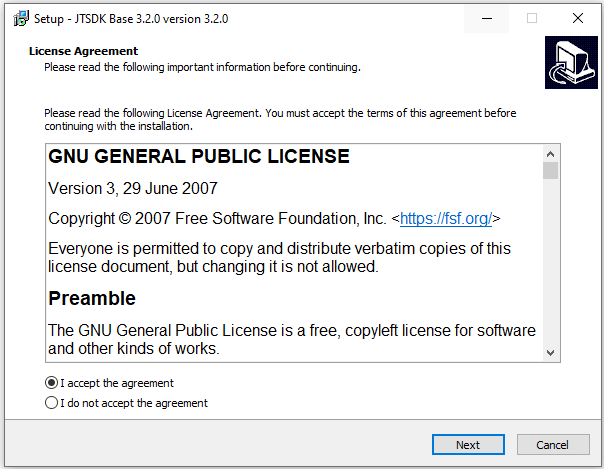 Setup - JTSDK Base 3.2.0 version 3.2.0
License Agreement
Please read the following important information before continuing.
Please read the following License Agreement. You must accept the terms of this agreement before
continuing with the installation.
GNU GENERAL PUBLIC LICENSE
Version 3, 29 June 2007
Copyright © 2007 Free Software Foundation, Inc. <https://fsf.org/>
Everyone is permitted to copy and distribute verbatim copies of this
license document, but changing it is not allowed.
Preamble
The GNU General Public License is a free, copyleft license for software
and other kinds of works.
I accept the agreement
I do not accept the agreement
Next
Cancel